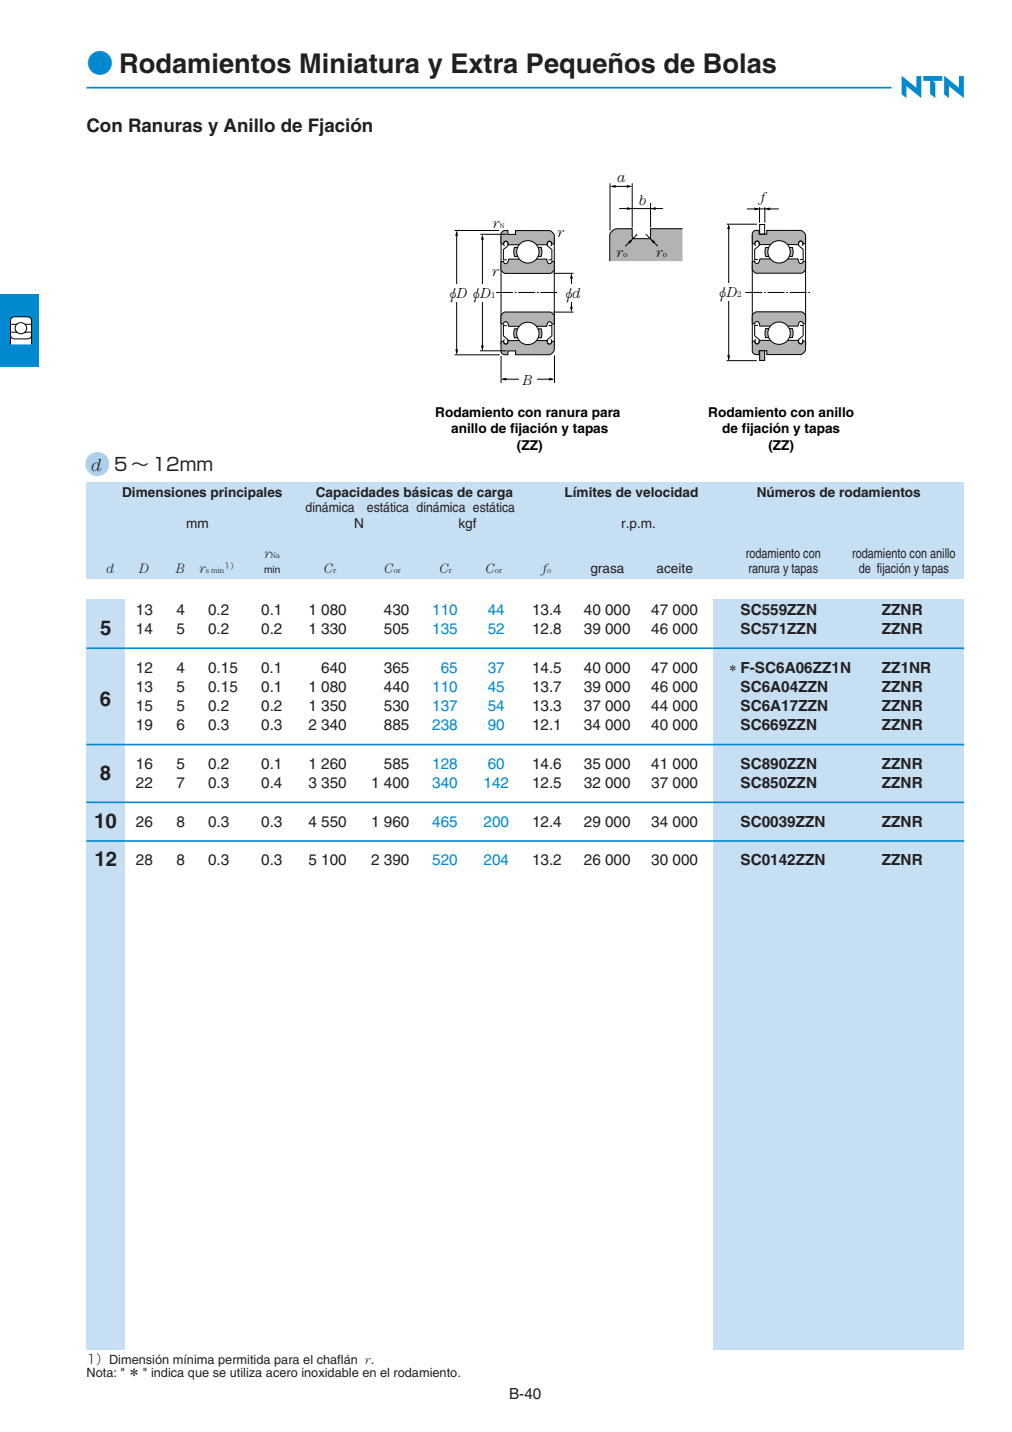 Rodamientos Miniatura y Extra Pequeños de Bolas
NTN
Con Ranuras y Anillo de Fjación
a
b
rₒ rₒ
f
rN
r
r
φD φD₁ φd
φD₂
B
Rodamiento con ranura para
anillo de fijación y tapas
(ZZ)
Rodamiento con anillo
de fijación y tapas
(ZZ)
d 5～12mm
Dimensiones principales Capacidades básicas de carga Límites de velocidad Números de rodamientos
dinámica estática dinámica estática
mm N kgf r.p.m.
rNa rodamiento con rodamiento con anillo
d D B rs min1) min Cr Cor Cr Cor fo grasa aceite ranura y tapas de fijación y tapas
13 4 0.2 0.1 1 080 430 110 44 13.4 40 000 47 000 SC559ZZN ZZNR
5 14 5 0.2 0.2 1 330 505 135 52 12.8 39 000 46 000 SC571ZZN ZZNR
12 4 0.15 0.1 640 365 65 37 14.5 40 000 47 000 * F-SC6A06ZZ1N ZZ1NR
13 5 0.15 0.1 1 080 440 110 45 13.7 39 000 46 000 SC6A04ZZN ZZNR
6 15 5 0.2 0.2 1 350 530 137 54 13.3 37 000 44 000 SC6A17ZZN ZZNR
19 6 0.3 0.3 2 340 885 238 90 12.1 34 000 40 000 SC669ZZN ZZNR
16 5 0.2 0.1 1 260 585 128 60 14.6 35 000 41 000 SC890ZZN ZZNR
8 22 7 0.3 0.4 3 350 1 400 340 142 12.5 32 000 37 000 SC850ZZN ZZNR
10 26 8 0.3 0.3 4 550 1 960 465 200 12.4 29 000 34 000 SC0039ZZN ZZNR
12 28 8 0.3 0.3 5 100 2 390 520 204 13.2 26 000 30 000 SC0142ZZN ZZNR
1）Dimensión mínima permitida para el chaflán r.
Nota: " * " indica que se utiliza acero inoxidable en el rodamiento.
B-40